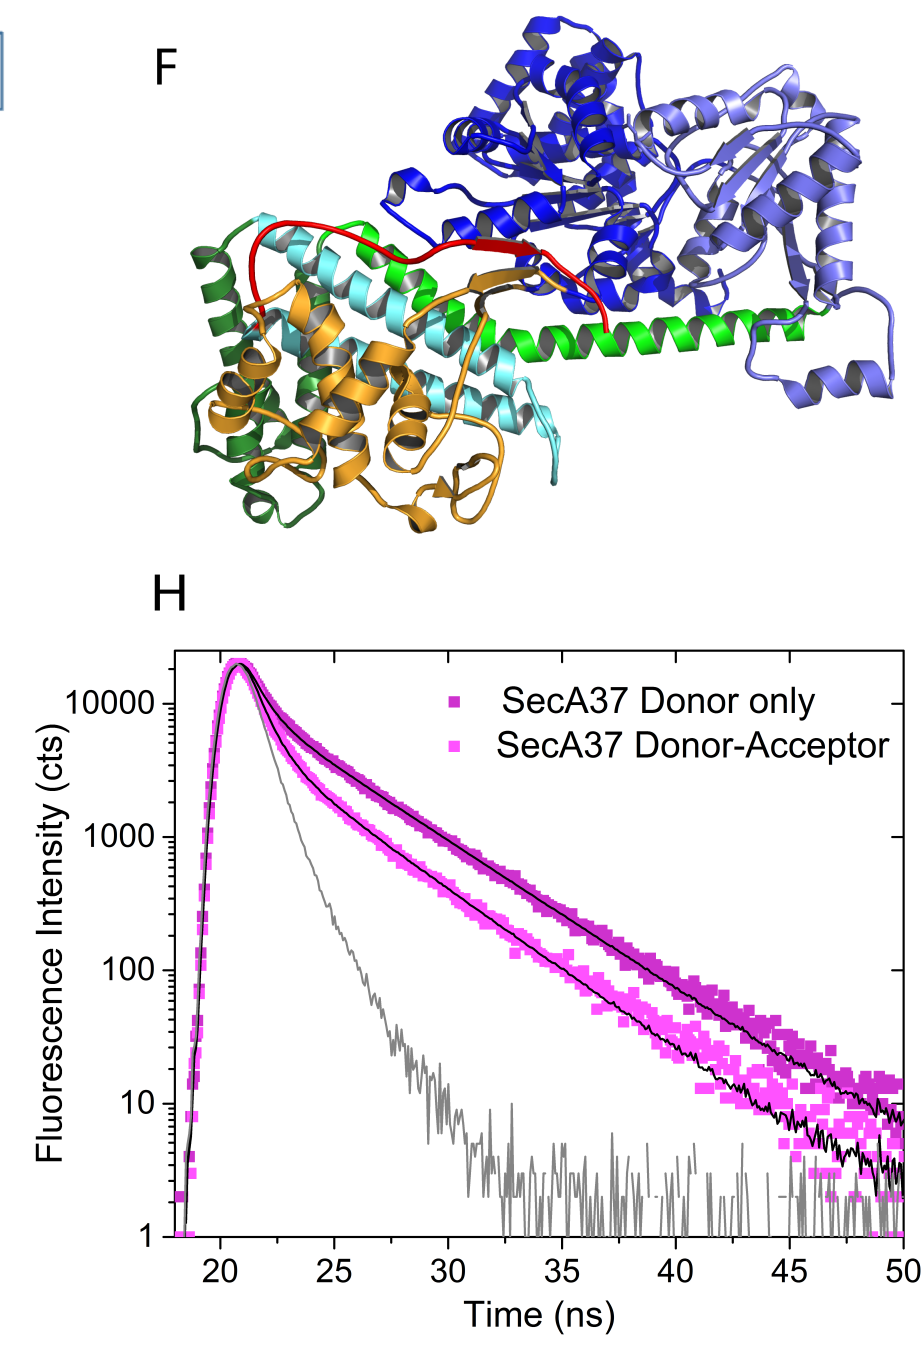 F
H
SecA37 Donor only
SecA37 Donor-Acceptor
10000
1000
100
10
1
Fluorescence Intensity (cts)
20 25 30 35 40 45 50
Time (ns)